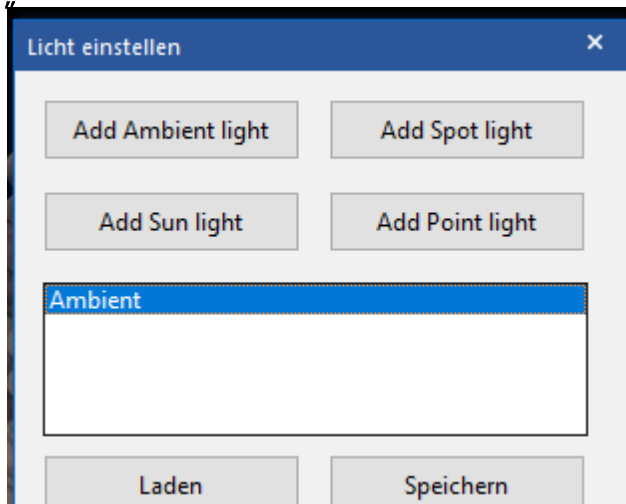 "
Licht einstellen ×
Add Ambient light Add Spot light
Add Sun light Add Point light
Ambient
Laden Speichern